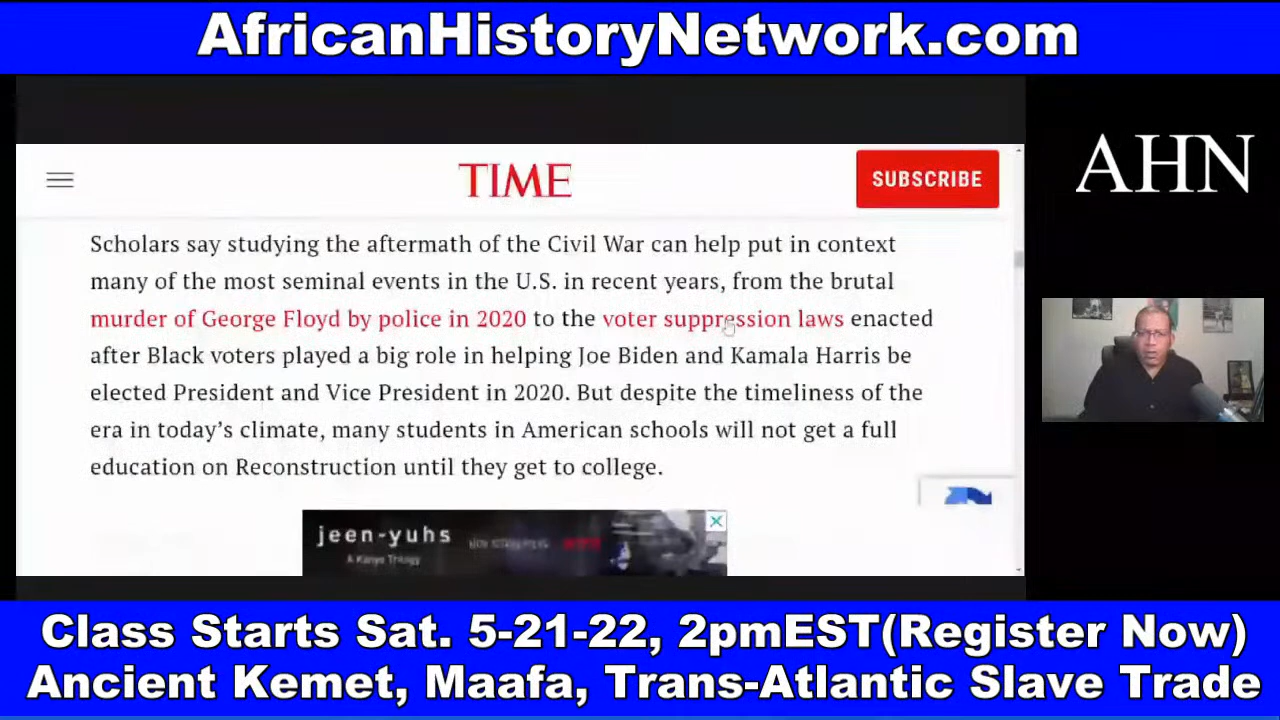 AfricanHistoryNetwork.com
AHN
TIME
SUBSCRIBE
Scholars say studying the aftermath of the Civil War can help put in context
many of the most seminal events in the U.S. in recent years, from the brutal
murder of George Floyd by police in 2020 to the voter suppression laws enacted
after Black voters played a big role in helping Joe Biden and Kamala Harris be
elected President and Vice President in 2020. But despite the timeliness of the
era in today's climate, many students in American schools will not get a full
education on Reconstruction until they get to college.
jeen-yuhs
A Kanye Trilogy
Class Starts Sat. 5-21-22, 2pmEST(Register Now)
Ancient Kemet, Maafa, Trans-Atlantic Slave Trade